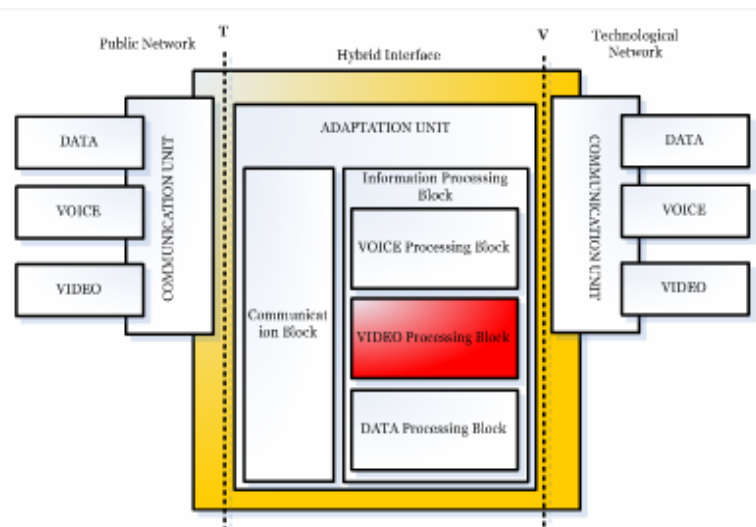 T
V
Public Network
Hybrid Interface
Technological
Network
ADAPTATION UNIT
DATA
VOICE
VIDEO
COMMUNICATION UNIT
Communicat
ion Block
Information Processing
Block
VOICE Processing Block
VIDEO Processing Block
DATA Processing Block
COMMUNICATION UNIT
DATA
VOICE
VIDEO